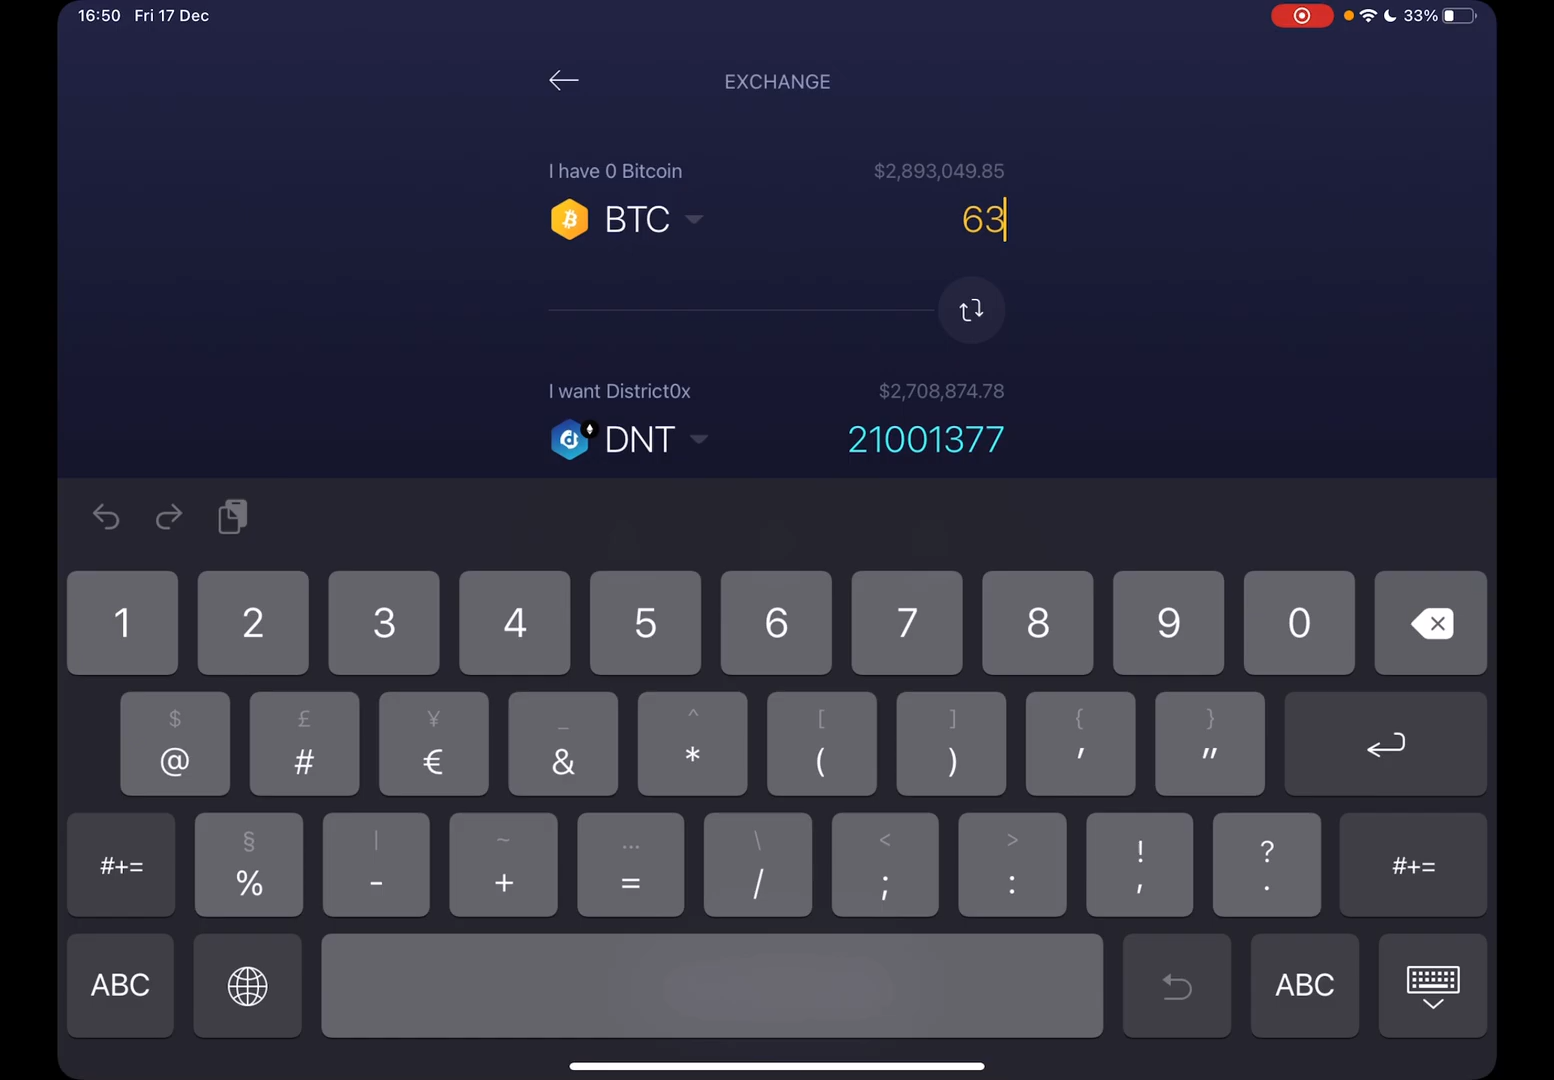 16:50 Fri 17 Dec 33%
EXCHANGE
I have 0 Bitcoin $2,893,049.85
BTC 63
I want District0x $2,708,874.78
DNT 21001377
1 2 3 4 5 6 7 8 9 0
$ £ ¥ _ ^ [ ] { }
@ # € & * ( ) ' "
§ | ~ … \ < > ! ?
#+= % - + = / ; : , . #+=
ABC ABC